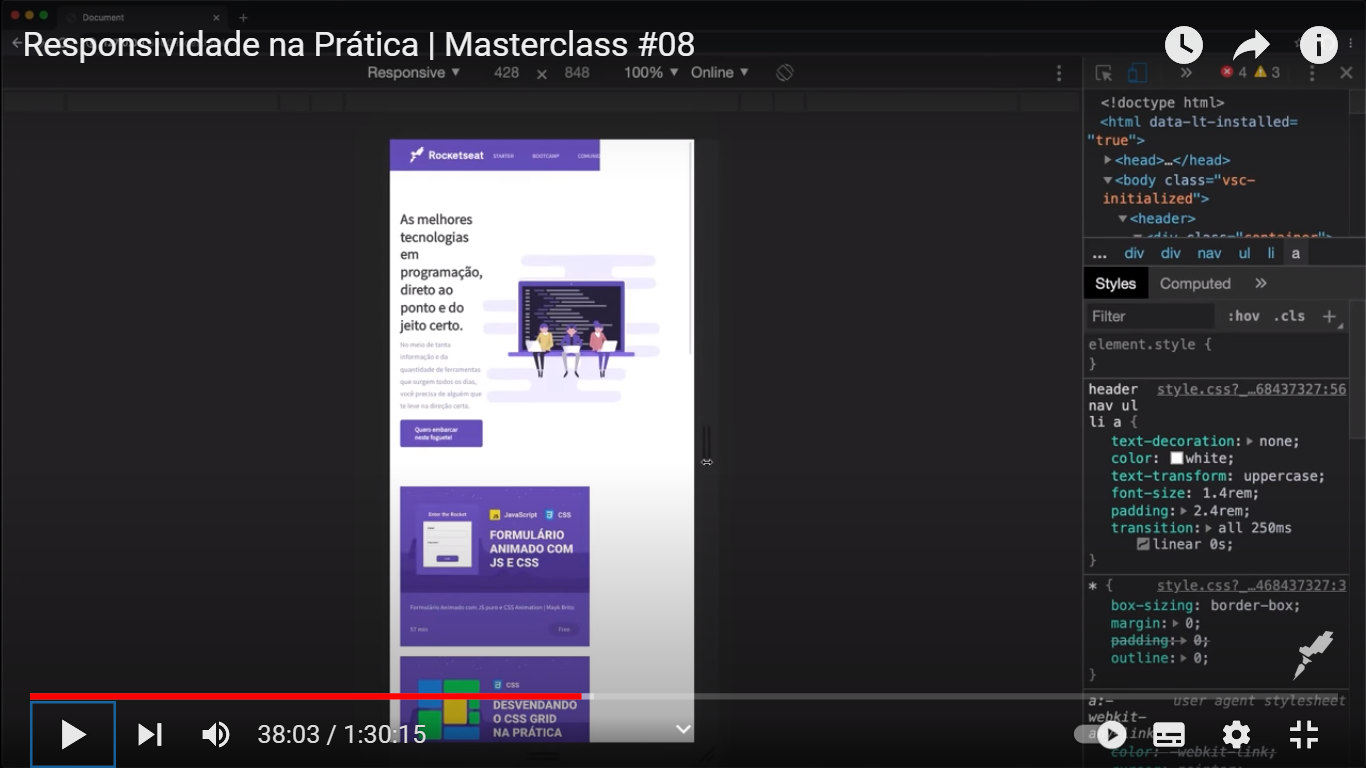 Document
Responsividade na Prática | Masterclass #08
Responsive 428 × 848 100% Online
4 3
Rocketseat STARTER BOOTCAMP
As melhores
tecnologias
em
programação,
direto ao
ponto e do
jeito certo.
No meio de tanta
informação e da
quantidade de ferramentas
que surgem todos os dias,
você precisa de alguém que
te leve na direção certa.
Quero embarcar
neste foguete!
Enter the Rocket
JavaScript CSS
FORMULÁRIO
ANIMADO COM
JS E CSS
Formulário Animado com JS puro e CSS Animation | Mayk Brito
57 min Free
CSS
DESVENDANDO
O CSS GRID
NA PRÁTICA
<!doctype html>
<html data-lt-installed=
"true">
<head>…</head>
<body class="vsc-
initialized">
<header>
<div class="container">
... div div nav ul li a
Styles Computed »
Filter :hov .cls +
element.style {
}
header style.css?_…68437327:56
nav ul
li a {
text-decoration: none;
color: white;
text-transform: uppercase;
font-size: 1.4rem;
padding: 2.4rem;
transition: all 250ms
linear 0s;
}
* { style.css?_…468437327:3
box-sizing: border-box;
margin: 0;
padding: 0;
outline: 0;
}
a:- user agent stylesheet
webkit-
color: -webkit-link;
38:03 / 1:30:15